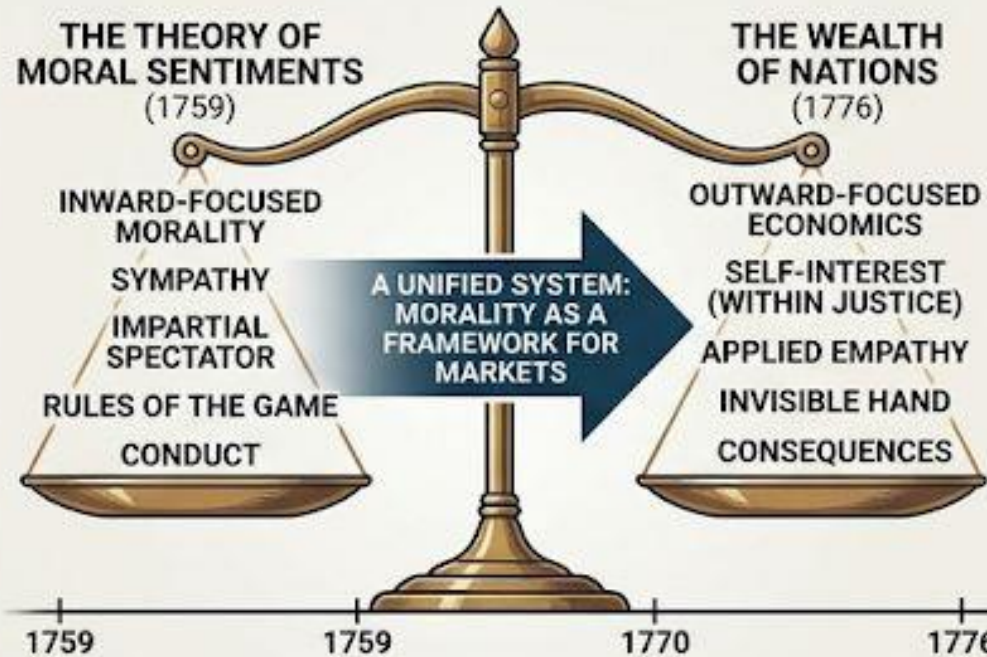 THE THEORY OF
MORAL SENTIMENTS
(1759)
INWARD-FOCUSED
MORALITY
SYMPATHY
IMPARTIAL
SPECTATOR
RULES OF THE GAME
CONDUCT
A UNIFIED SYSTEM:
MORALITY AS A
FRAMEWORK FOR
MARKETS
THE WEALTH
OF NATIONS
(1776)
OUTWARD-FOCUSED
ECONOMICS
SELF-INTEREST
(WITHIN JUSTICE)
APPLIED EMPATHY
INVISIBLE HAND
CONSEQUENCES
1759 1759 1770 1776